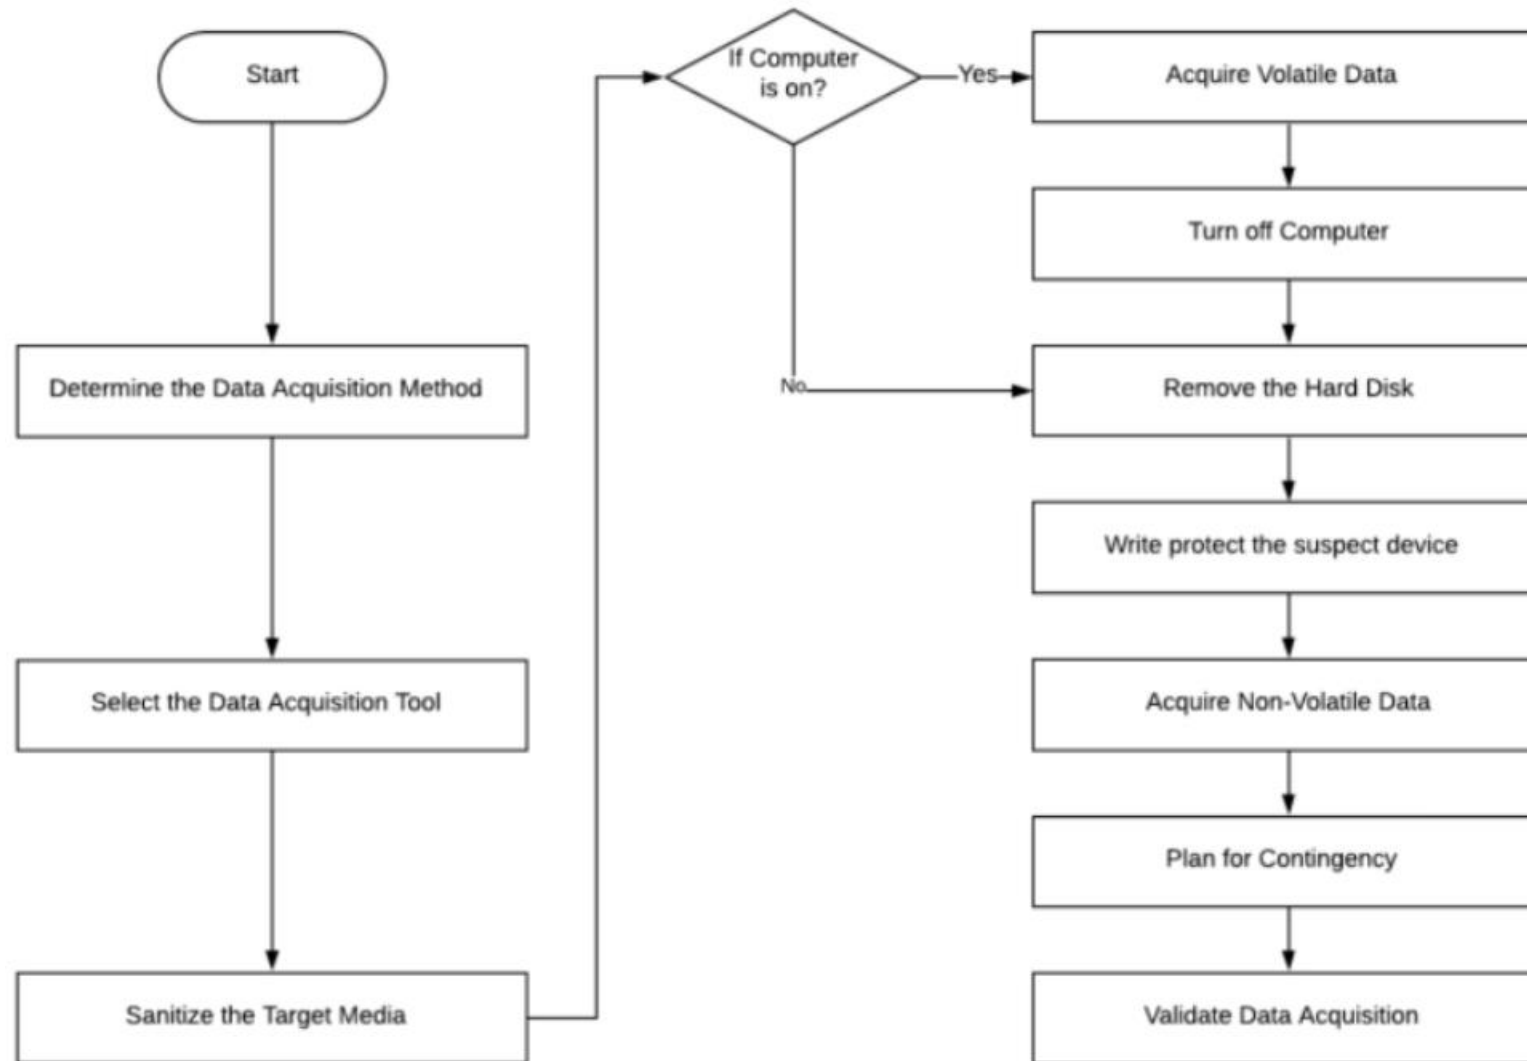 Start
Determine the Data Acquisition Method
Select the Data Acquisition Tool
Sanitize the Target Media
If Computer
is on?
Yes
No
Acquire Volatile Data
Turn off Computer
Remove the Hard Disk
Write protect the suspect device
Acquire Non-Volatile Data
Plan for Contingency
Validate Data Acquisition